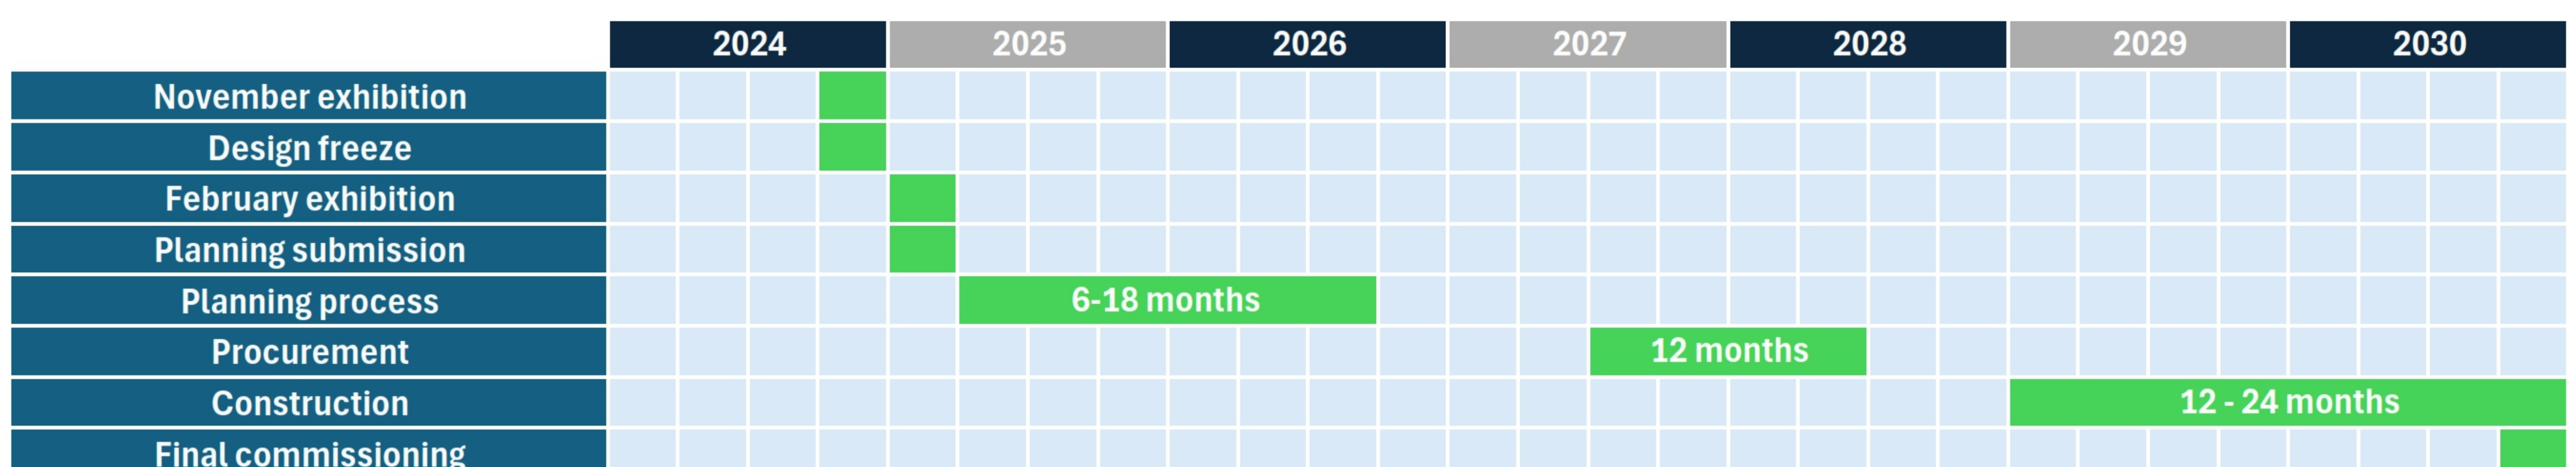 2024 2025 2026 2027 2028 2029 2030
November exhibition
Design freeze
February exhibition
Planning submission
Planning process 6-18 months
Procurement 12 months
Construction 12 - 24 months
Final commissioning